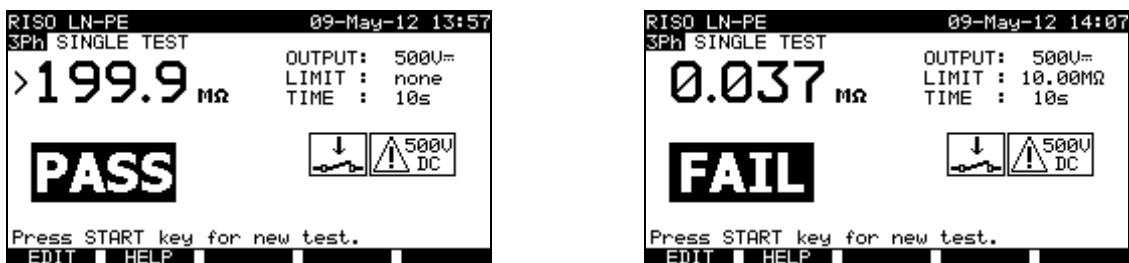 RISO LN-PE 09-May-12 13:57
3Ph SINGLE TEST
>199.9 MΩ
OUTPUT: 500V⎓
LIMIT : none
TIME : 10s
500V
DC
PASS
Press START key for new test.
EDIT HELP
RISO LN-PE 09-May-12 14:07
3Ph SINGLE TEST
0.037 MΩ
OUTPUT: 500V⎓
LIMIT : 10.00MΩ
TIME : 10s
500V
DC
FAIL
Press START key for new test.
EDIT HELP